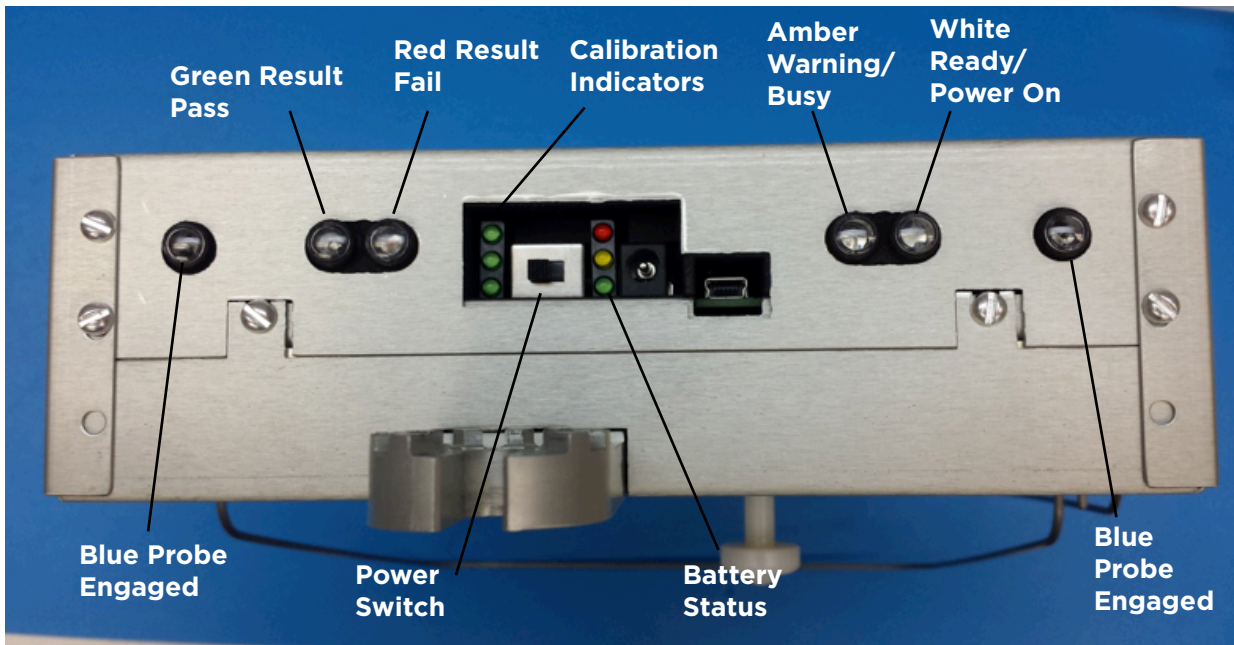 Green Result
Pass
Red Result
Fail
Calibration
Indicators
Amber
Warning/
Busy
White
Ready/
Power On
Blue Probe
Engaged
Power
Switch
Battery
Status
Blue
Probe
Engaged